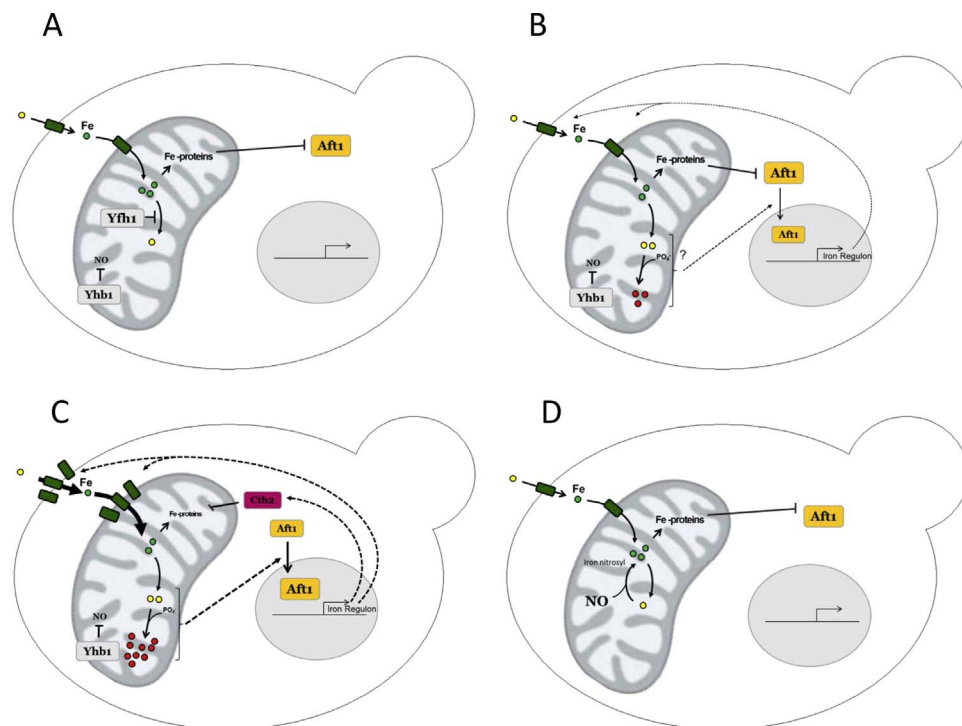 A
Fe
Fe-proteins
Aft1
Yfh1
NO
Yhb1
B
Fe
Fe-proteins
Aft1
Aft1
PO₄-
?
Iron Regulon
NO
Yhb1
C
Fe
Cth2
Fe-proteins
Aft1
Aft1
PO₄-
Iron Regulon
NO
Yhb1
D
Fe
Fe-proteins
Aft1
Iron nitrosyl
NO